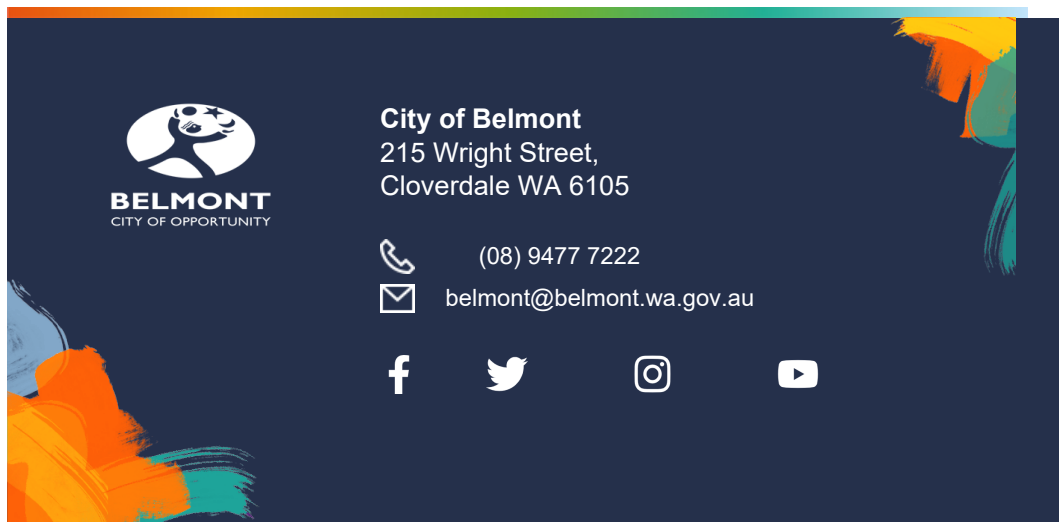 BELMONT
CITY OF OPPORTUNITY
City of Belmont
215 Wright Street,
Cloverdale WA 6105
(08) 9477 7222
belmont@belmont.wa.gov.au